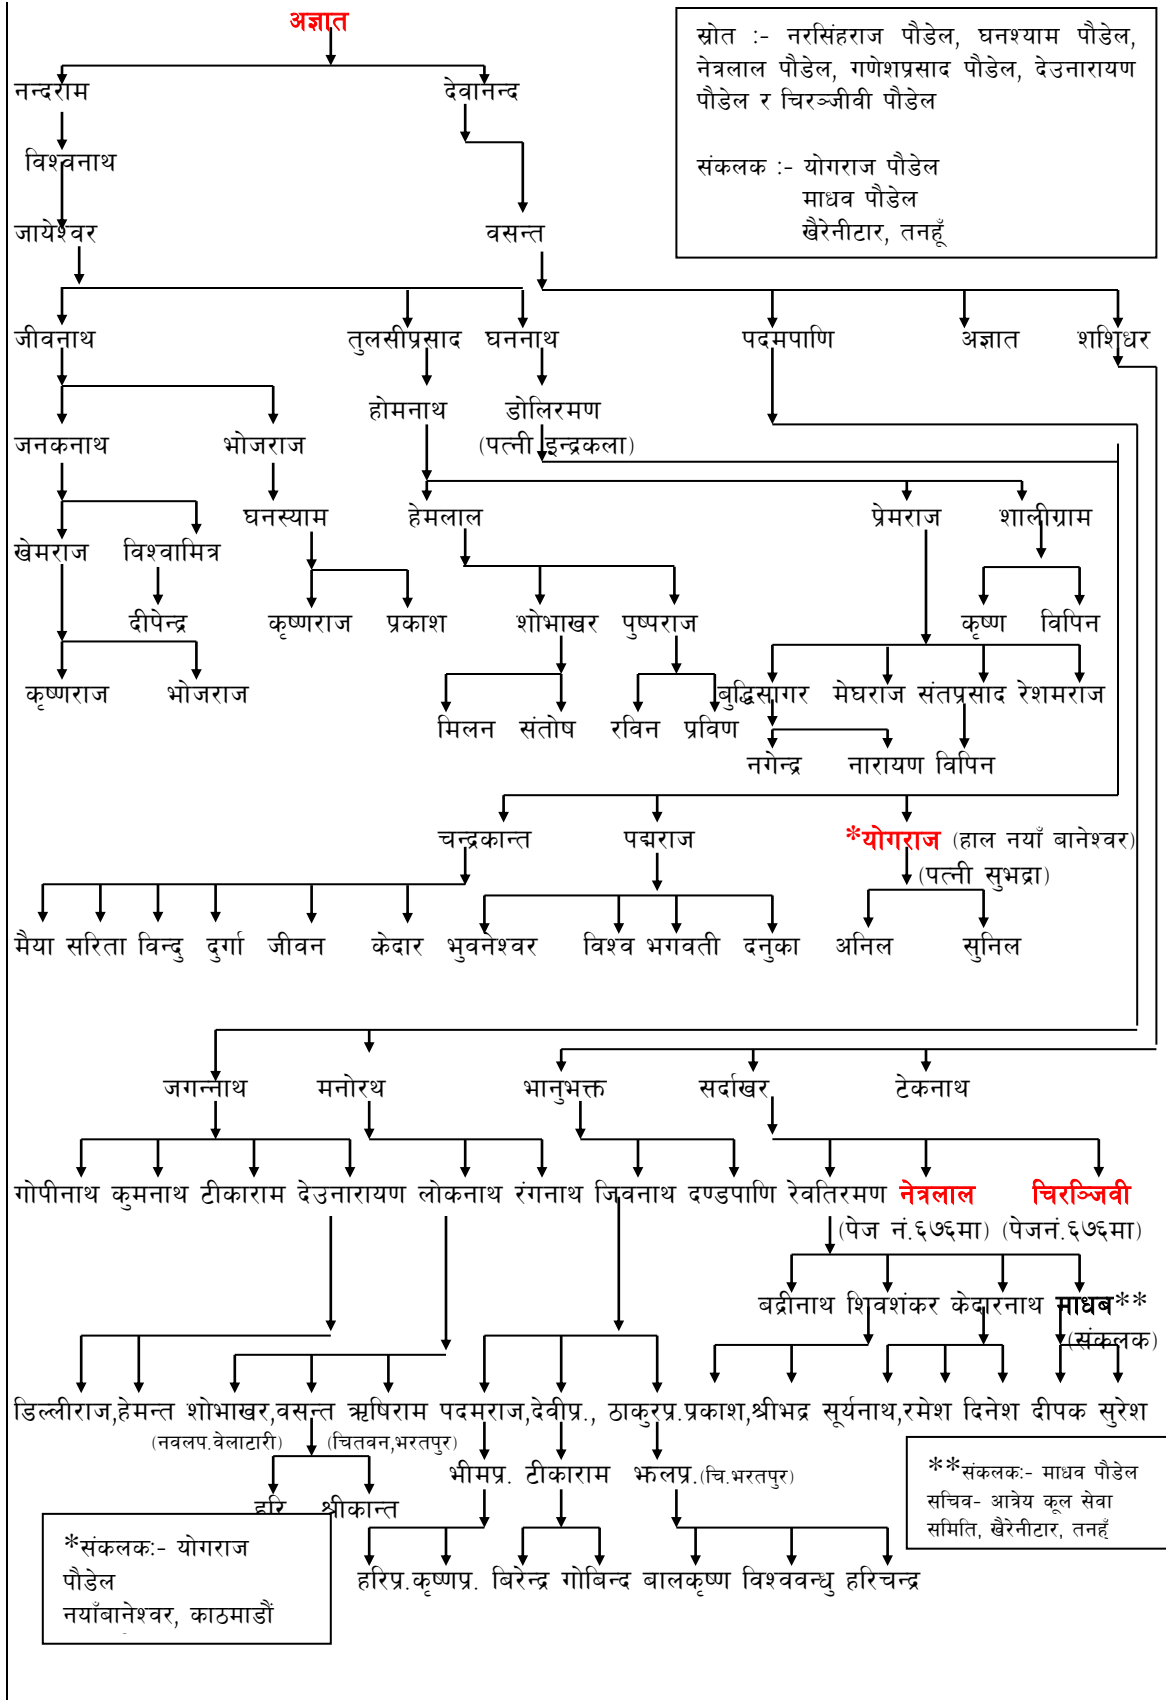 अज्ञात
स्रोत :- नरसिंहराज पौडेल, घनश्याम पौडेल,
नेत्रलाल पौडेल, गणेशप्रसाद पौडेल, देउनारायण
पौडेल र चिरञ्जीवी पौडेल
संकलक :- योगराज पौडेल
माधव पौडेल
खैरेनीटार, तनहूँ
नन्दराम देवानन्द
विश्वनाथ
जायेश्वर वसन्त
जीवनाथ तुलसीप्रसाद घननाथ पदमपाणि अज्ञात शशिधर
होमनाथ डोलिरमण
जनकनाथ भोजराज (पत्नी इन्द्रकला)
घनस्याम हेमलाल प्रेमराज शालीग्राम
खेमराज विश्वामित्र
दीपेन्द्र कृष्णराज प्रकाश शोभाखर पुष्पराज कृष्ण विपिन
कृष्णराज भोजराज बुद्धिसागर मेघराज संतप्रसाद रेशमराज
मिलन संतोष रविन प्रविण
नगेन्द्र नारायण विपिन
चन्द्रकान्त पद्मराज *योगराज (हाल नयाँ बानेश्वर)
(पत्नी सुभद्रा)
मैया सरिता विन्दु दुर्गा जीवन केदार भुवनेश्वर विश्व भगवती दनुका अनिल सुनिल
जगन्नाथ मनोरथ भानुभक्त सर्दाखर टेकनाथ
गोपीनाथ कुमनाथ टीकाराम देउनारायण लोकनाथ रंगनाथ जिवनाथ दण्डपाणि रेवतिरमण नेत्रलाल चिरञ्जिवी
(पेज नं.६७६मा) (पेजनं.६७६मा)
बद्रीनाथ शिवशंकर केदारनाथ माधब**
(संकलक)
डिल्लीराज,हेमन्त शोभाखर,वसन्त ऋषिराम पदमराज,देवीप्र., ठाकुरप्र.प्रकाश,श्रीभद्र सूर्यनाथ,रमेश दिनेश दीपक सुरेश
(नवलप.वेलाटारी) (चितवन,भरतपुर)
भीमप्र. टीकाराम झलप्र.(चि.भरतपुर)
हरि श्रीकान्त
**संकलक:- माधव पौडेल
सचिव- आत्रेय कूल सेवा
समिति, खैरेनीटार, तनहूँ
*संकलक:- योगराज
पौडेल
नयाँबानेश्वर, काठमाडौं
हरिप्र.कृष्णप्र. बिरेन्द्र गोबिन्द बालकृष्ण विश्ववन्धु हरिचन्द्र